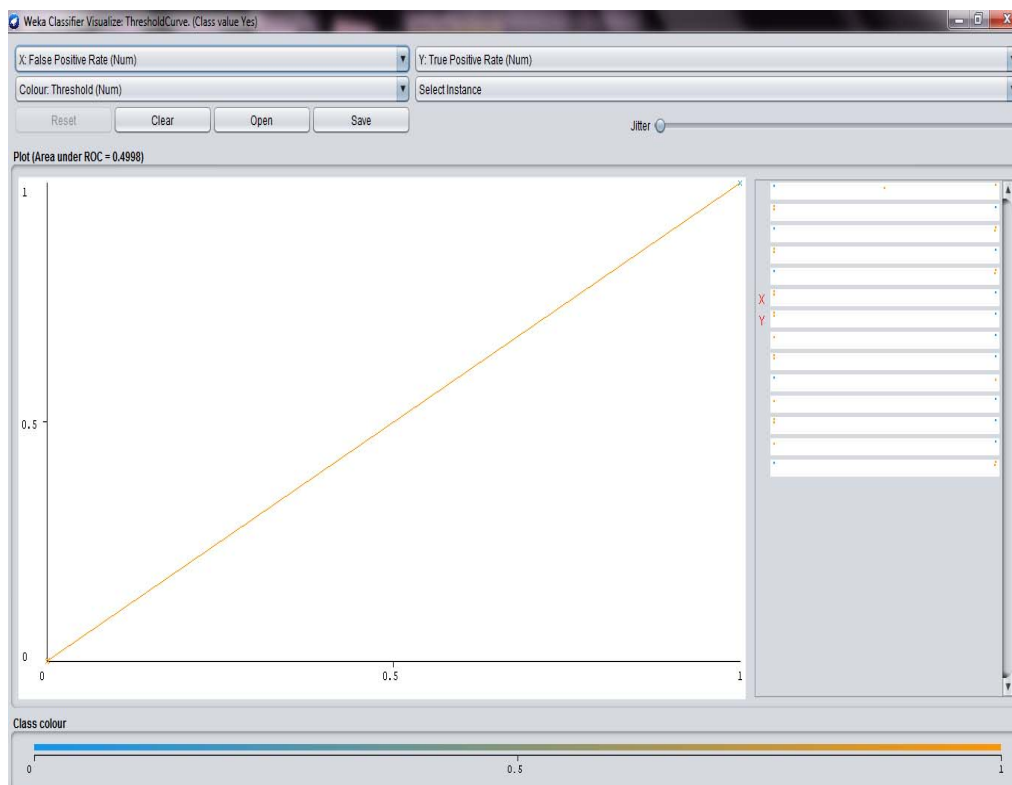 Weka Classifier Visualize: ThresholdCurve. (Class value Yes)
X: False Positive Rate (Num)
Y: True Positive Rate (Num)
Colour: Threshold (Num)
Select Instance
Reset
Clear
Open
Save
Jitter
Plot (Area under ROC = 0.4998)
1
0.5
0
0
0.5
1
X
Y
Class colour
0
0.5
1